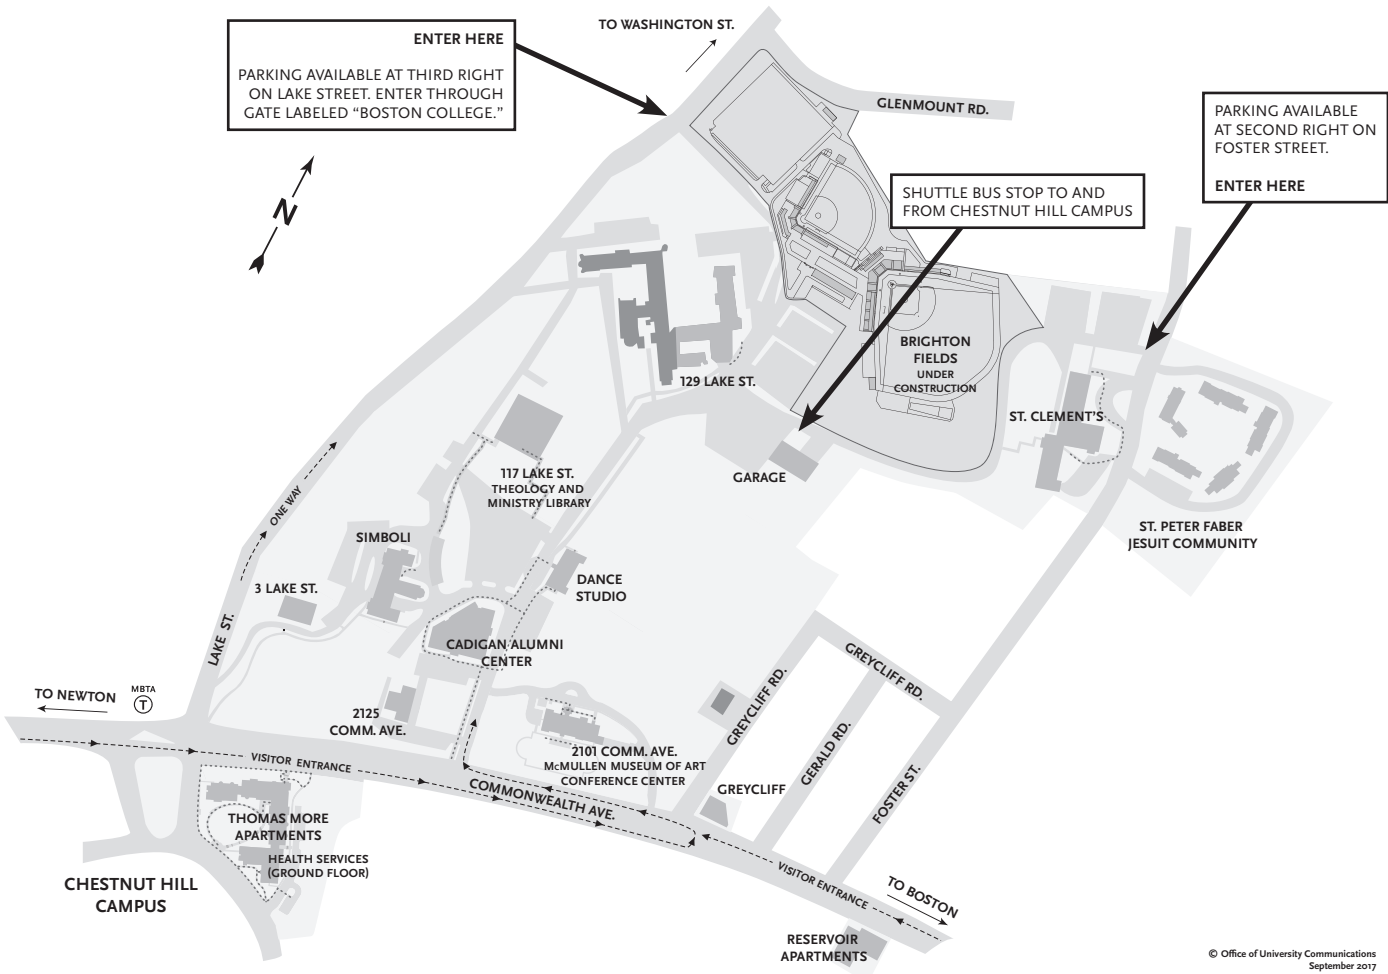 TO WASHINGTON ST.
ENTER HERE
PARKING AVAILABLE AT THIRD RIGHT
ON LAKE STREET. ENTER THROUGH
GATE LABELED “BOSTON COLLEGE.”
GLENMOUNT RD.
PARKING AVAILABLE
AT SECOND RIGHT ON
FOSTER STREET.
ENTER HERE
SHUTTLE BUS STOP TO AND
FROM CHESTNUT HILL CAMPUS
N
BRIGHTON
FIELDS
UNDER
CONSTRUCTION
129 LAKE ST.
ST. CLEMENT'S
117 LAKE ST.
THEOLOGY AND
MINISTRY LIBRARY
GARAGE
ONE WAY
ST. PETER FABER
JESUIT COMMUNITY
SIMBOLI
3 LAKE ST.
DANCE
STUDIO
LAKE ST.
CADIGAN ALUMNI
CENTER
GREYCLIFF RD.
GREYCLIFF RD.
TO NEWTON
MBTA
T
2125
COMM. AVE.
2101 COMM. AVE.
McMULLEN MUSEUM OF ART
CONFERENCE CENTER
GERALD RD.
VISITOR ENTRANCE
COMMONWEALTH AVE.
GREYCLIFF
FOSTER ST.
THOMAS MORE
APARTMENTS
HEALTH SERVICES
(GROUND FLOOR)
VISITOR ENTRANCE
TO BOSTON
CHESTNUT HILL
CAMPUS
RESERVOIR
APARTMENTS
© Office of University Communications
September 2017